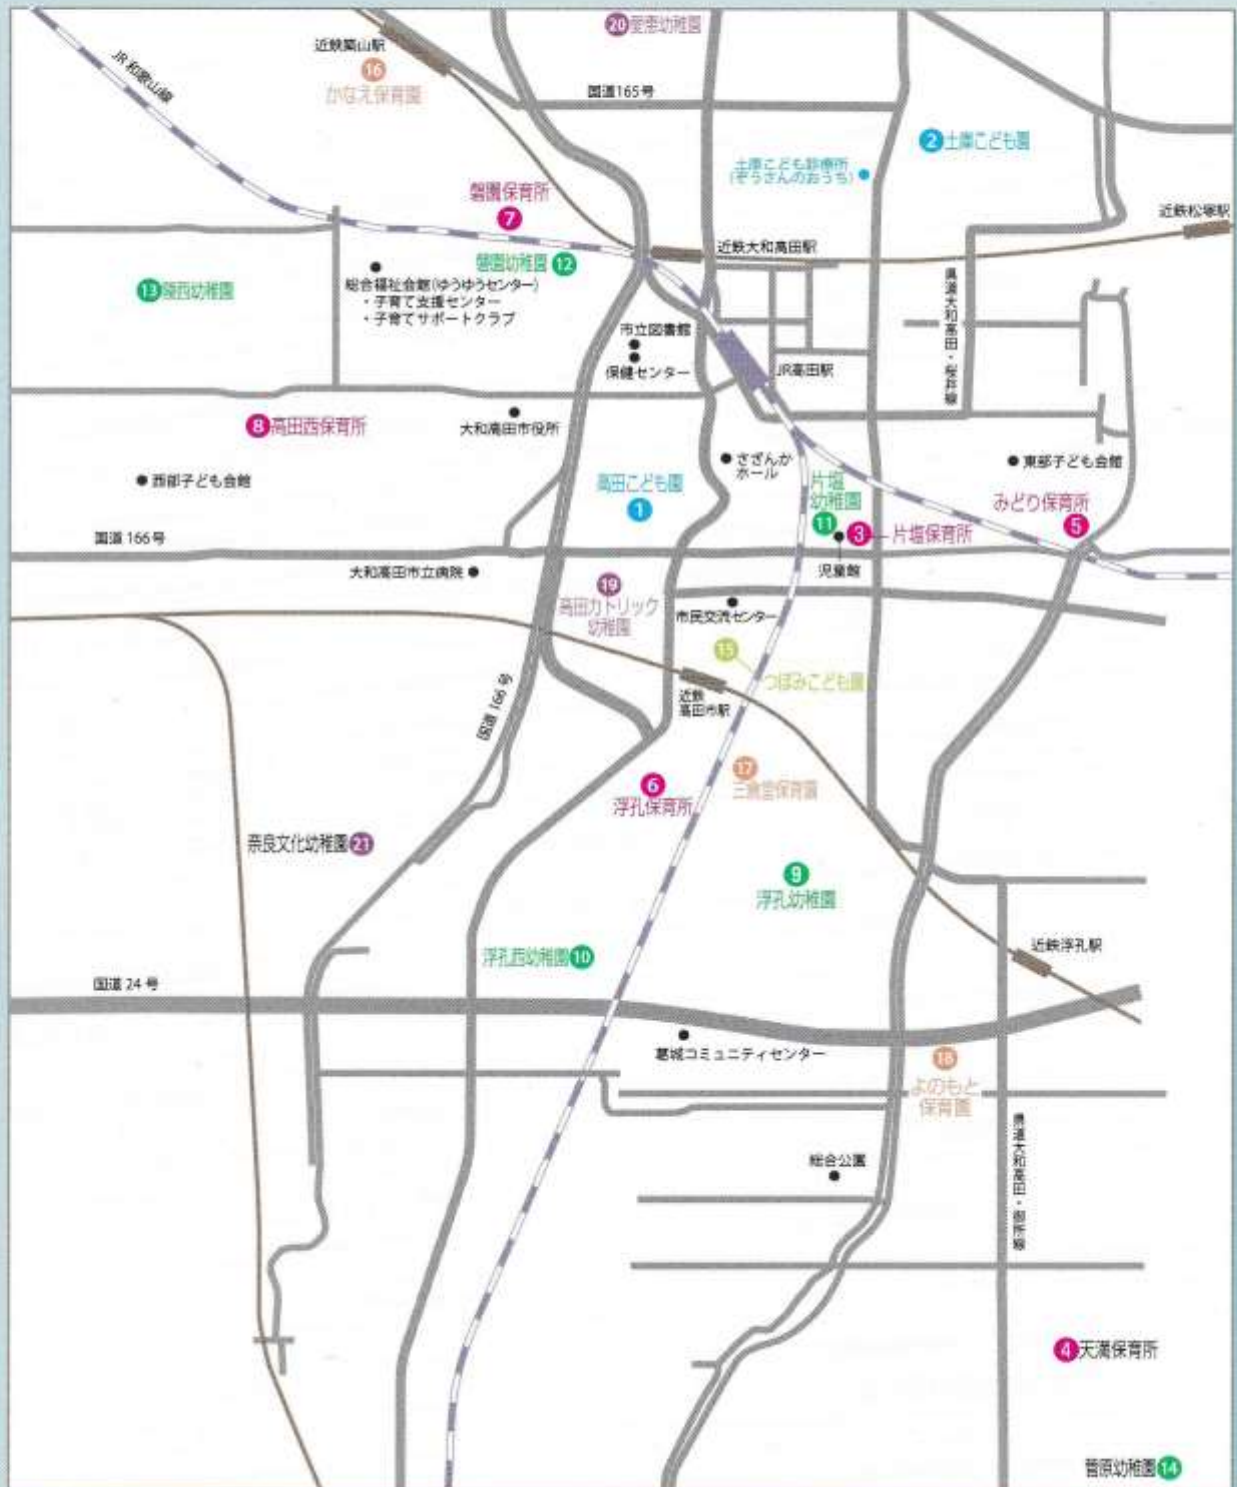 近鉄築山駅
16
かなえ保育園
JR 和歌山線
20
幼稚園
国道165号
2 土庫こども園
土庫こども診療所
(ぞうさんのおうち)
磐園保育所
7
近鉄松塚駅
近鉄大和高田駅
磐園幼稚園 12
13 陵西幼稚園
総合福祉会館(ゆうゆうセンター)
・子育て支援センター
・子育てサポートクラブ
県道大和高田・桜井線
市立図書館
保健センター
JR高田駅
8 高田西保育所
大和高田市役所
西部子ども会館
さざんか
ホール
東部子ども会館
高田こども園
1
片塩
幼稚園
11
3 片塩保育所
みどり保育所
5
国道 166号
大和高田市立病院
児童館
19
高田カトリック
幼稚園
市民交流センター
15
つぼみこども園
近鉄
高田市駅
国道 166号
17
三倉堂保育園
6
浮孔保育所
奈良文化幼稚園 21
9
浮孔幼稚園
浮孔西幼稚園 10
近鉄浮孔駅
国道 24 号
葛城コミュニティセンター
18
よのもと
保育園
総合公園
県道大和高田・御所線
4 天満保育所
菅原幼稚園 14